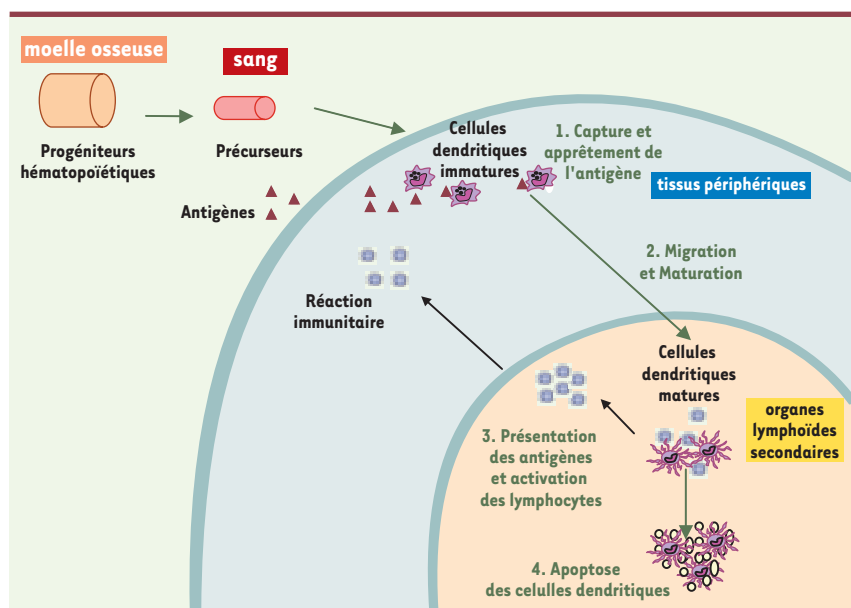 moelle osseuse
sang
Progéniteurs
hématopoïétiques
Précurseurs
Antigènes
Cellules
dendritiques
immatures
1. Capture et
apprêtement de
l'antigène
tissus périphériques
2. Migration
et Maturation
Réaction
immunitaire
Cellules
dendritiques
matures
organes
lymphoïdes
secondaires
3. Présentation
des antigènes
et activation
des lymphocytes
4. Apoptose
des celulles dendritiques